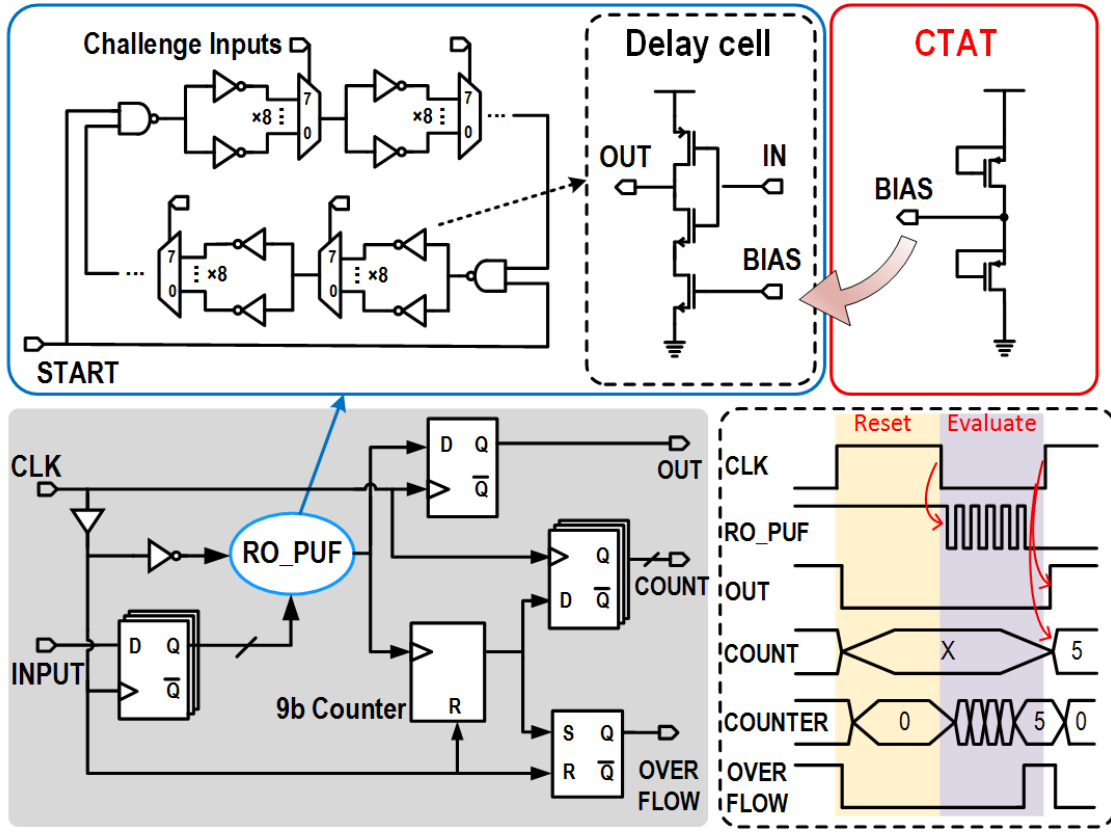 Challenge Inputs
7
×8
0
7
×8
0
...
...
7
×8
0
7
×8
0
START
Delay cell
OUT
IN
BIAS
CTAT
BIAS
CLK
D Q
Q
OUT
RO_PUF
Q
D Q
COUNT
INPUT
D Q
Q
9b Counter
R
S Q
R Q
OVER
FLOW
Reset Evaluate
CLK
RO_PUF
OUT
COUNT X 5
COUNTER 0 5 0
OVER
FLOW